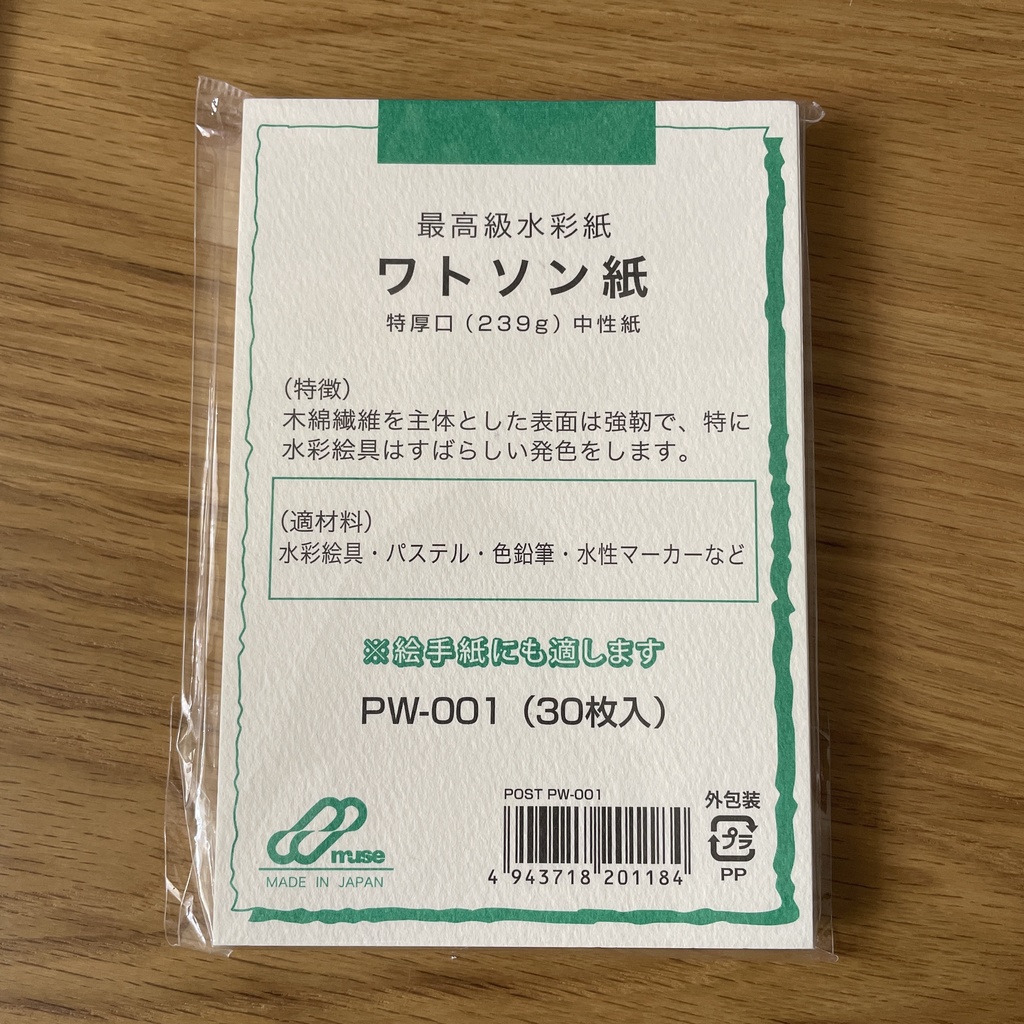 最高級水彩紙
ワトソン紙
特厚口（239g）中性紙
（特徴）
木綿繊維を主体とした表面は強靭で、特に
水彩絵具はすばらしい発色をします。
（適材料）
水彩絵具・パステル・色鉛筆・水性マーカーなど
※絵手紙にも適します
PW-001（30枚入）
muse
MADE IN JAPAN
POST PW-001
4 943718 201184
外包装
プラ
PP